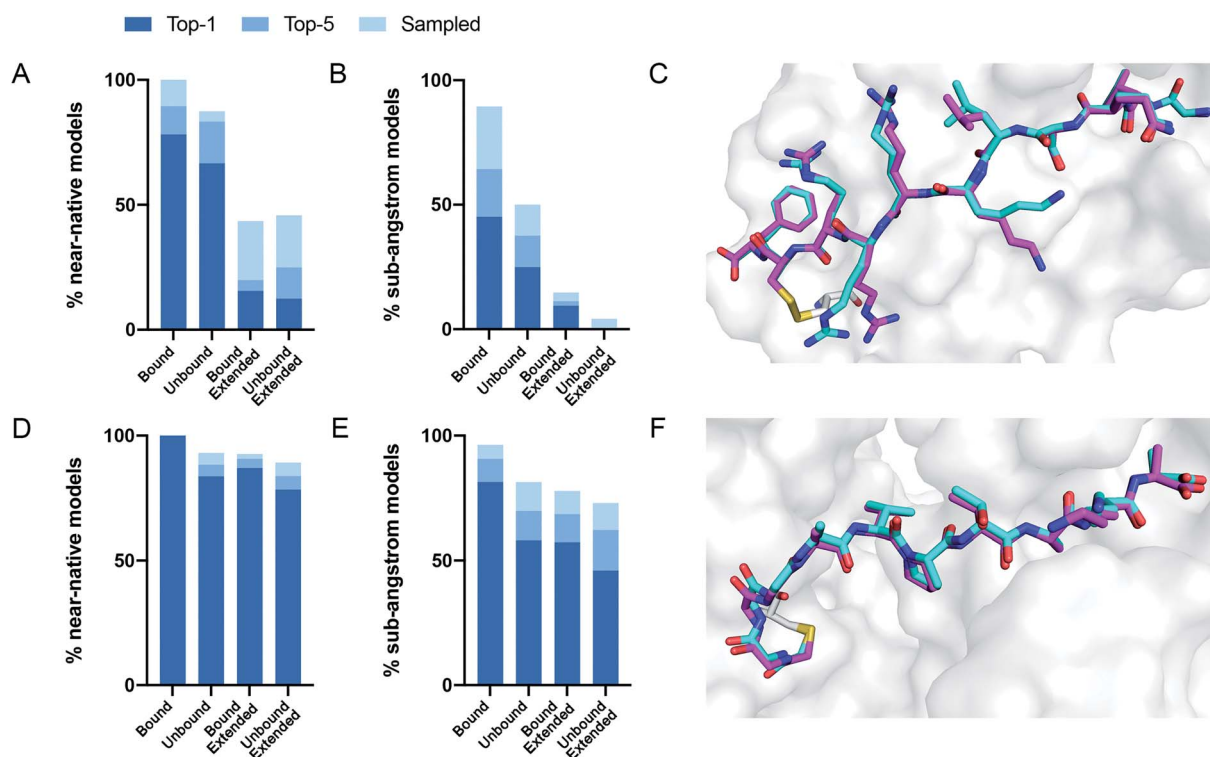 Top-1 Top-5 Sampled
A
% near-native models
100
50
0
Bound
Unbound
Bound
Extended
Unbound
Extended
B
% sub-angstrom models
100
50
0
Bound
Unbound
Bound
Extended
Unbound
Extended
C
D
% near-native models
100
50
0
Bound
Unbound
Bound
Extended
Unbound
Extended
E
% sub-angstrom models
100
50
0
Bound
Unbound
Bound
Extended
Unbound
Extended
F